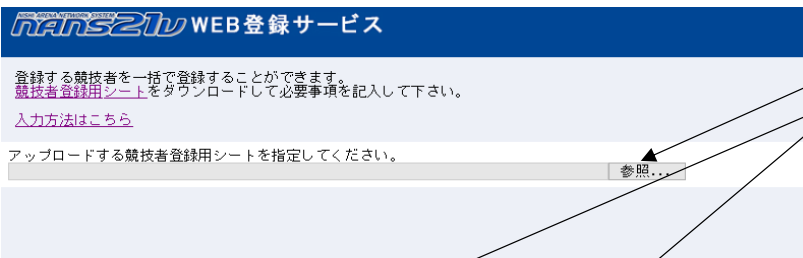 NISHI ARENA NETWORK SYSTEM
NANS21V WEB登録サービス
登録する競技者を一括で登録することができます。
競技者登録用シートをダウンロードして必要事項を記入して下さい。
入力方法はこちら
アップロードする競技者登録用シートを指定してください。
参照...